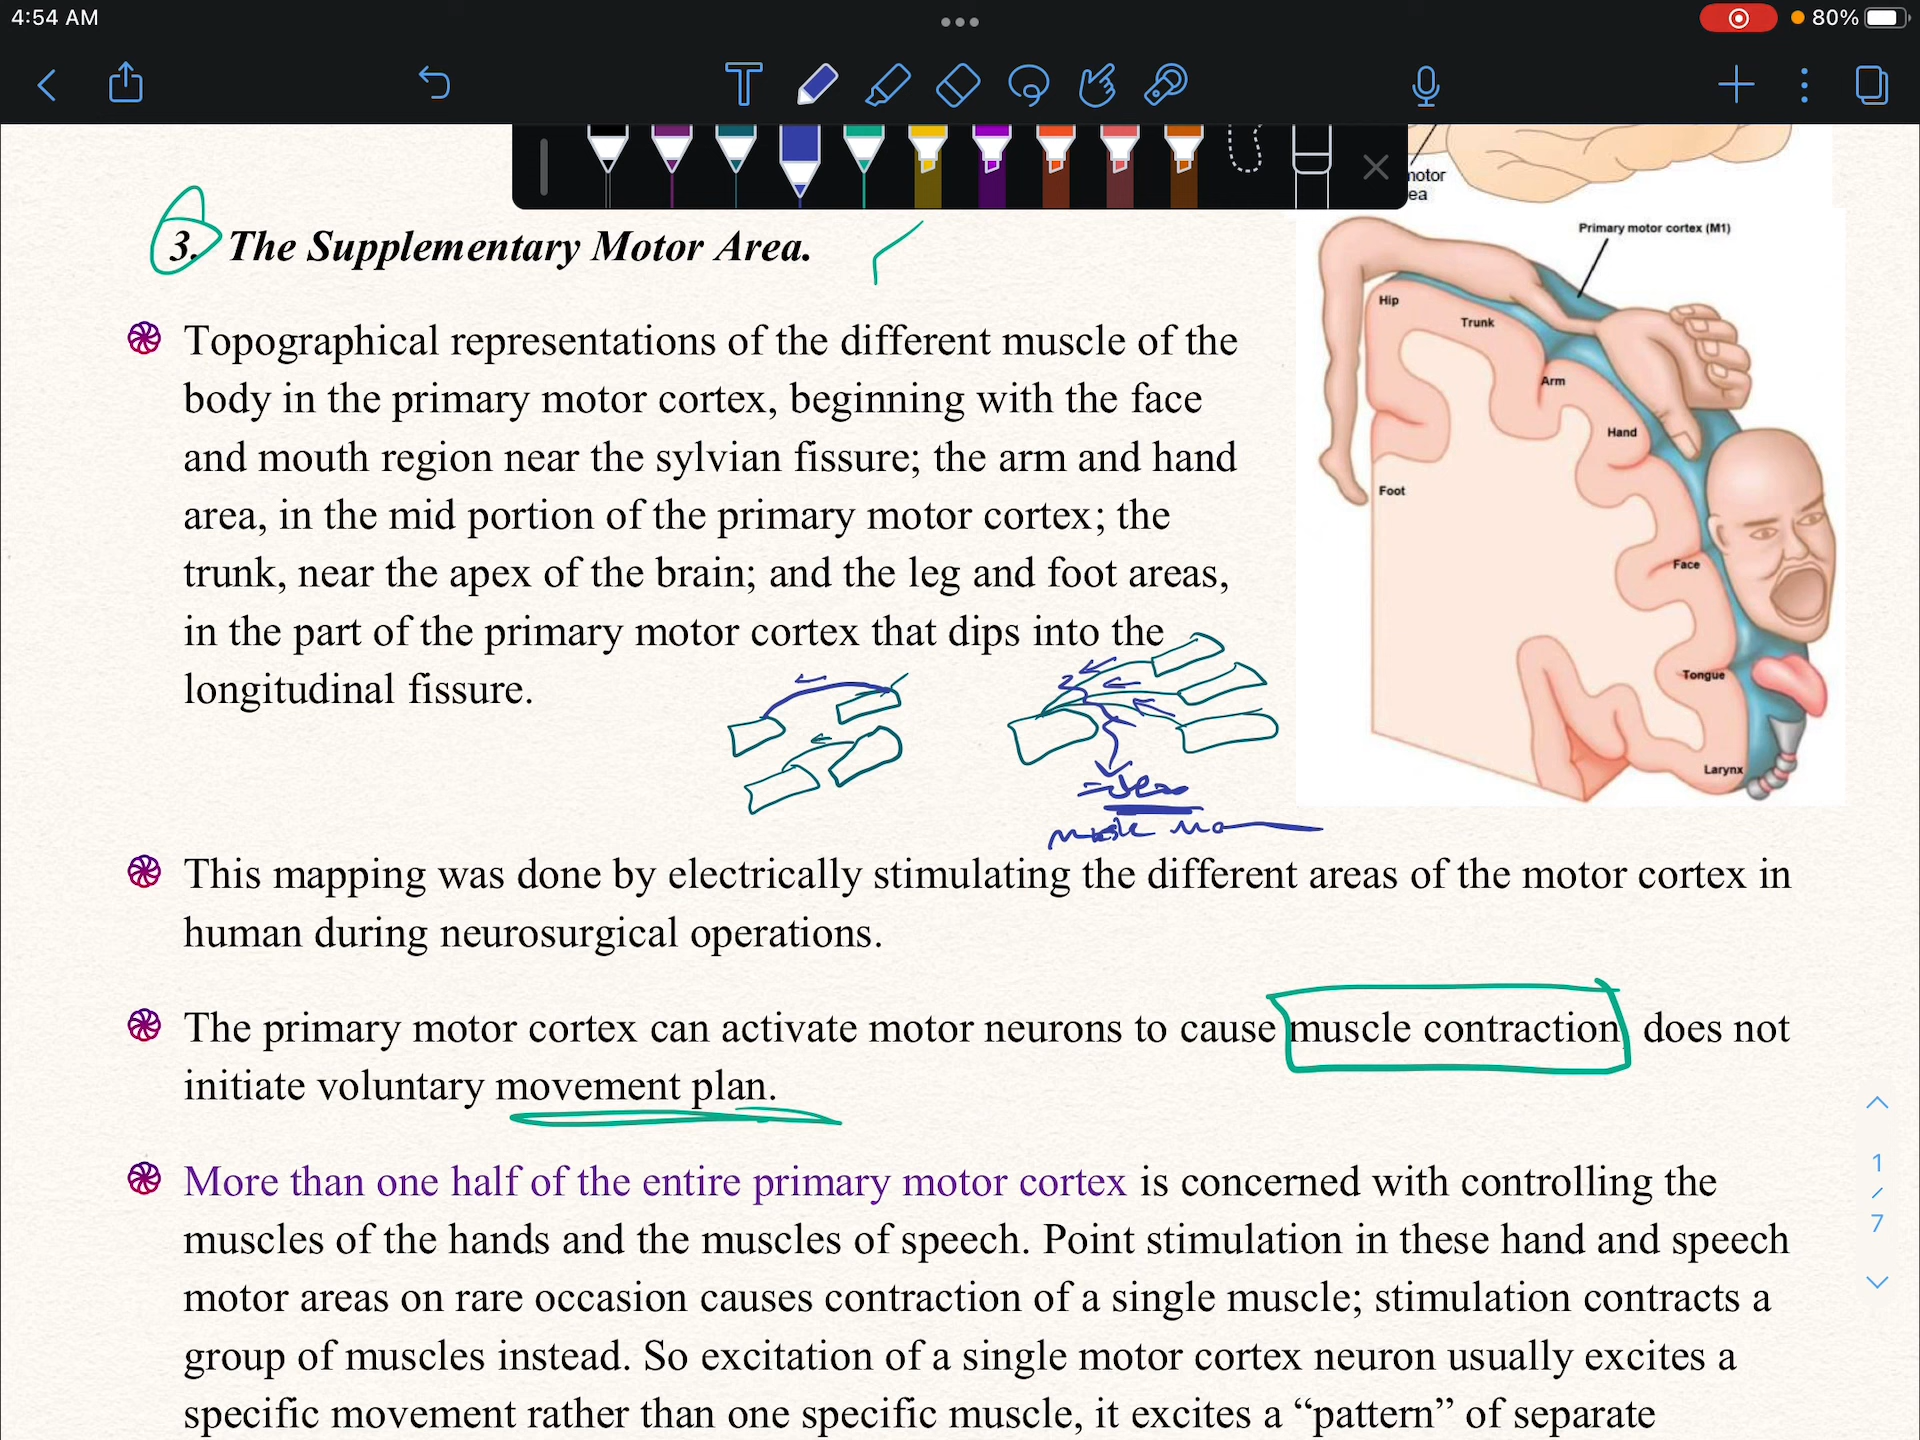 4:54 AM
80%
motor
ea
3. The Supplementary Motor Area.
Primary motor cortex (M1)
Hip
Trunk
Arm
Hand
Foot
Face
Tongue
Larynx
Topographical representations of the different muscle of the
body in the primary motor cortex, beginning with the face
and mouth region near the sylvian fissure; the arm and hand
area, in the mid portion of the primary motor cortex; the
trunk, near the apex of the brain; and the leg and foot areas,
in the part of the primary motor cortex that dips into the
longitudinal fissure.
This mapping was done by electrically stimulating the different areas of the motor cortex in
human during neurosurgical operations.
The primary motor cortex can activate motor neurons to cause muscle contraction does not
initiate voluntary movement plan.
More than one half of the entire primary motor cortex is concerned with controlling the
muscles of the hands and the muscles of speech. Point stimulation in these hand and speech
motor areas on rare occasion causes contraction of a single muscle; stimulation contracts a
group of muscles instead. So excitation of a single motor cortex neuron usually excites a
specific movement rather than one specific muscle, it excites a “pattern” of separate
1
/
7